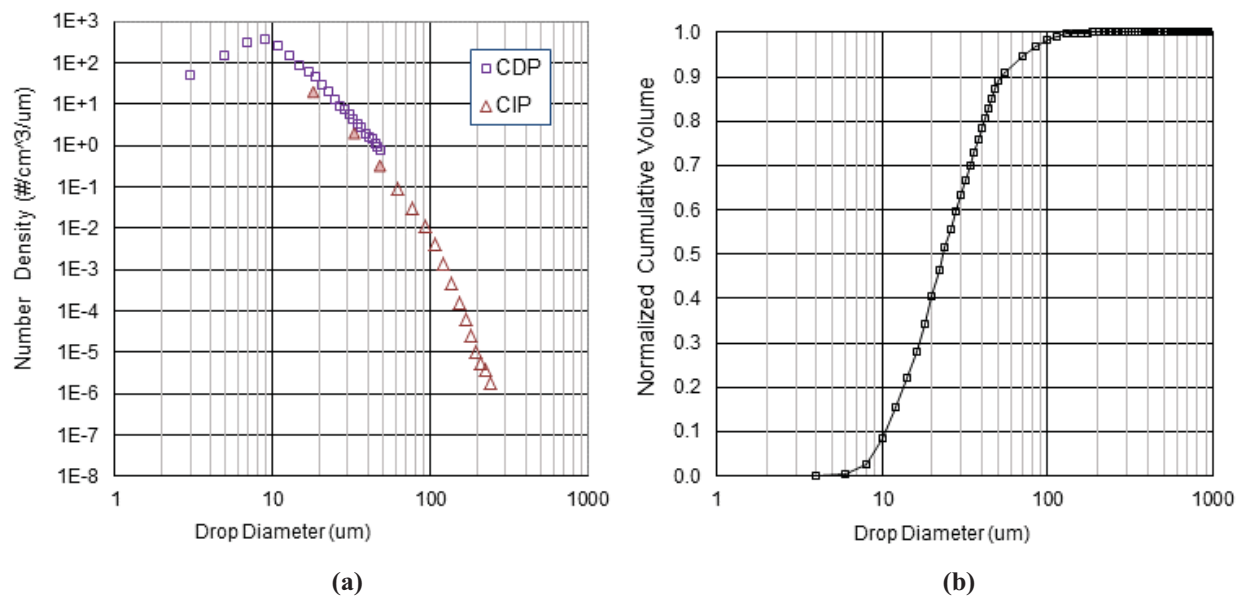 1E+3
1E+2
1E+1
1E+0
1E-1
1E-2
1E-3
1E-4
1E-5
1E-6
1E-7
1E-8
Number Density (#/cm^3/um)
CDP
CIP
1 10 100 1000
Drop Diameter (um)
(a)
1.0
0.9
0.8
0.7
0.6
0.5
0.4
0.3
0.2
0.1
0.0
Normalized Cumulative Volume
1 10 100 1000
Drop Diameter (um)
(b)